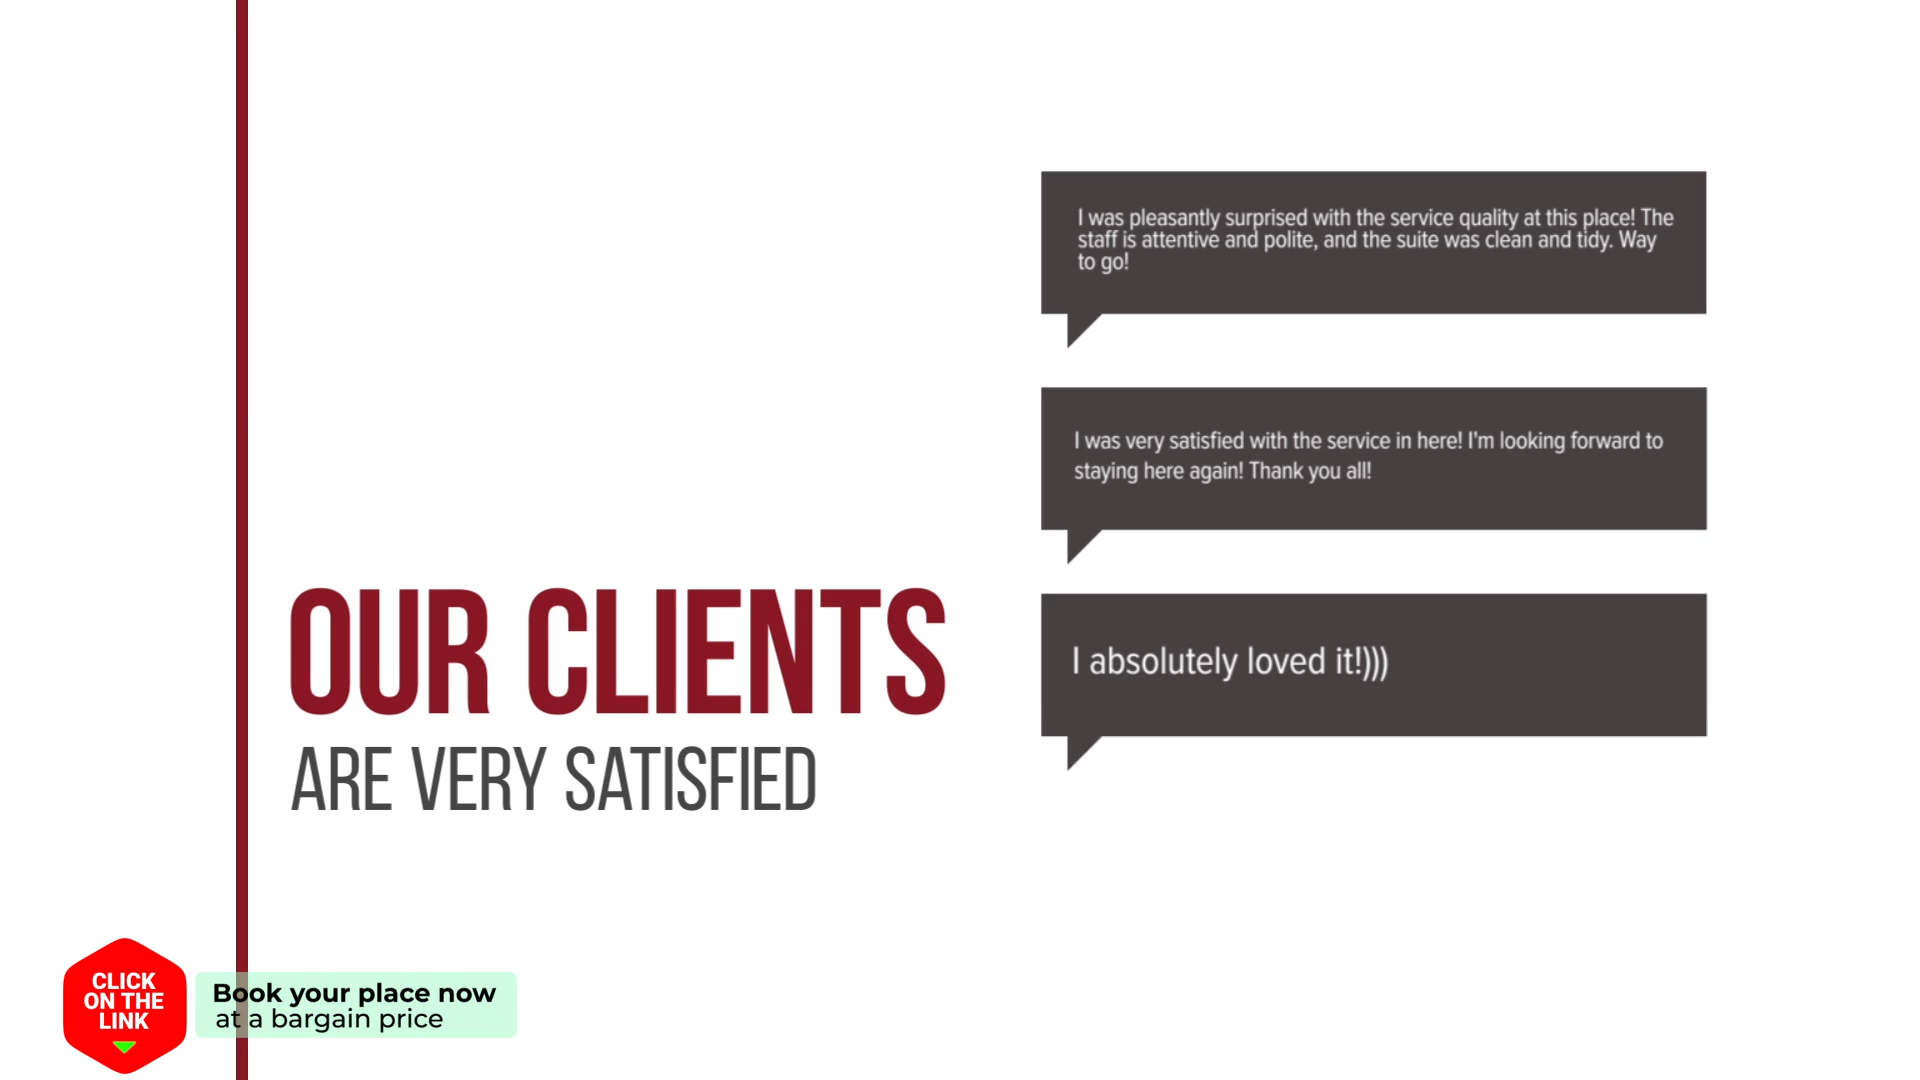 I was pleasantly surprised with the service quality at this place! The
staff is attentive and polite, and the suite was clean and tidy. Way
to go!
I was very satisfied with the service in here! I'm looking forward to
staying here again! Thank you all!
I absolutely loved it!)))
OUR CLIENTS
ARE VERY SATISFIED
CLICK
ON THE
LINK
Book your place now
at a bargain price